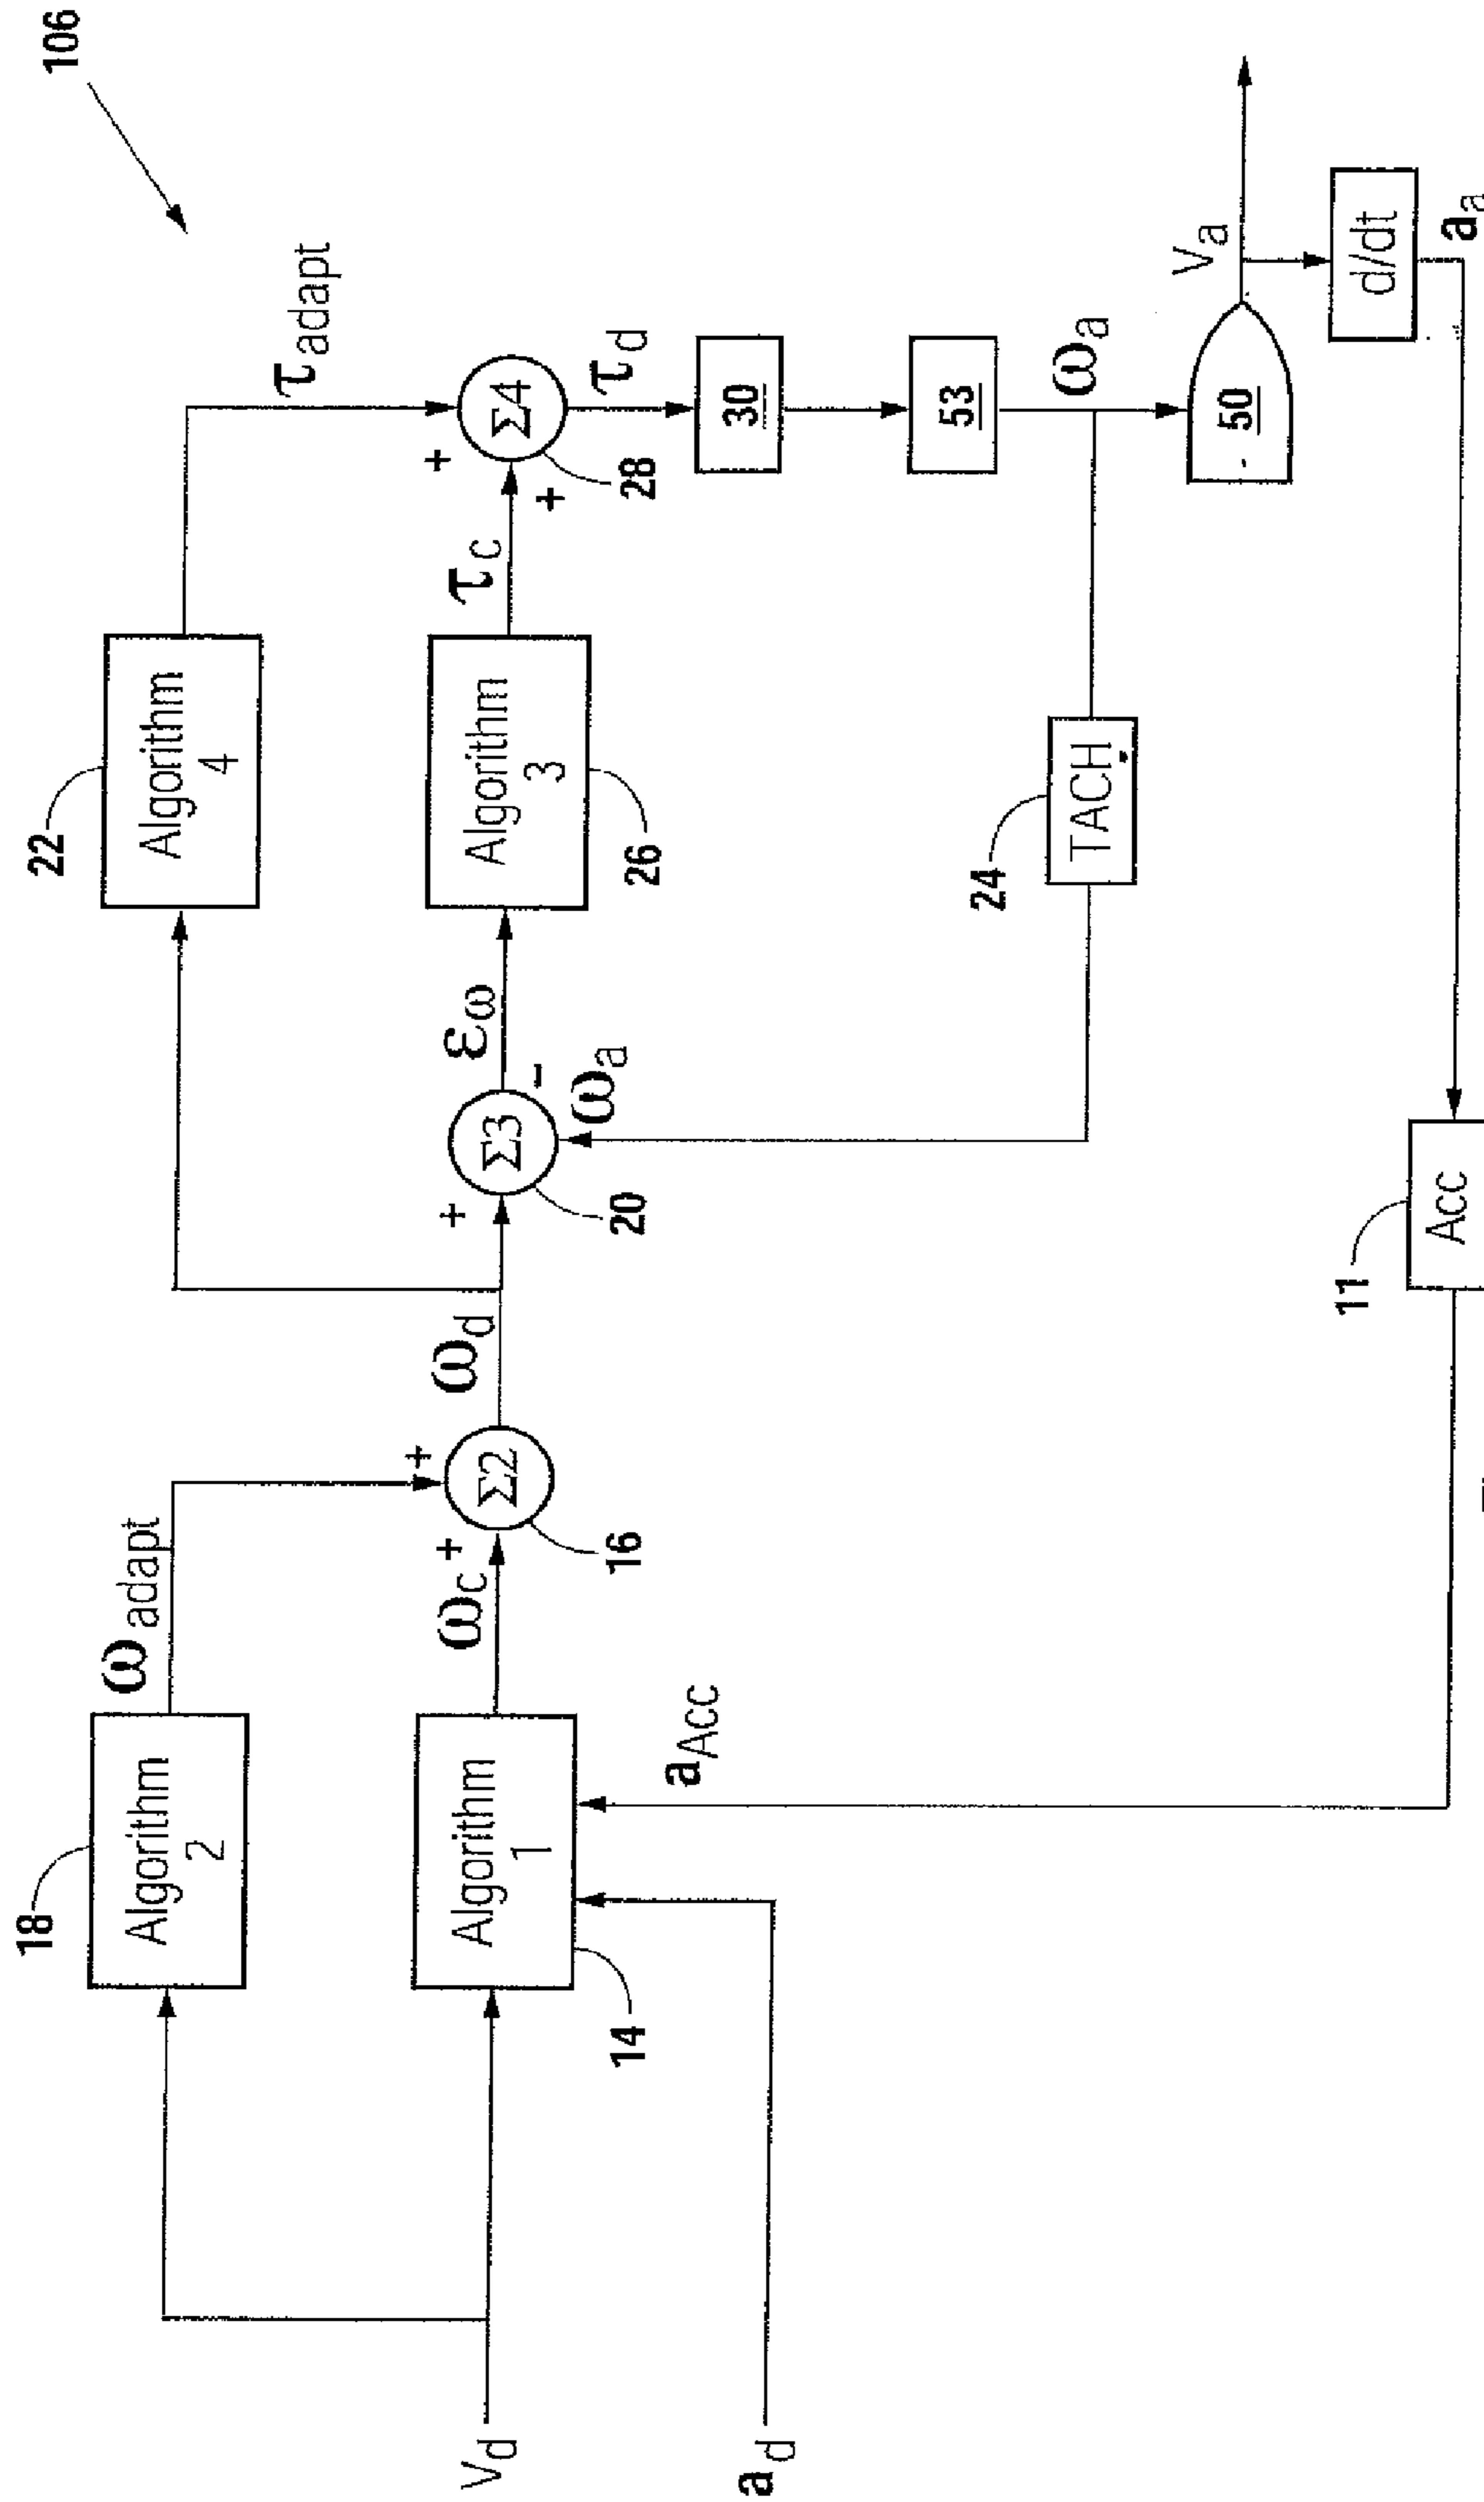 106
22
Algorithm
4
τadapt
18
Algorithm
2
ωadapt
+
+
Σ4
28
τd
30
53
ωa
50
Va
d/dt
aa
Vd
Algorithm
1
14
ωc
+
Σ2
16
ωd
+
Σ3
20
-
ωa
εω
Algorithm
3
26
τc
+
TACH
24
ad
aAcc
11
Acc